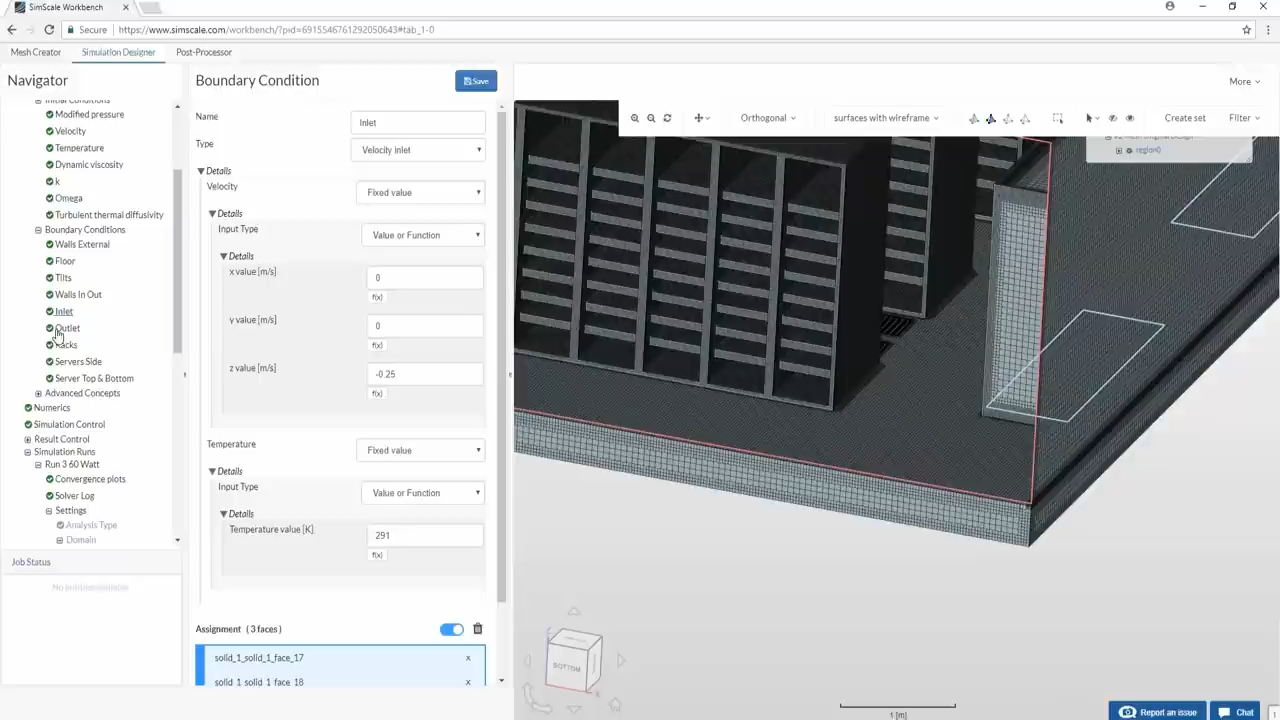 SimScale Workbench
Secure
https://www.simscale.com/workbench/?pid=6915546761292050643#tab_1-0
Mesh Creator
Simulation Designer
Post-Processor
Navigator
Initial Conditions
Modified pressure
Velocity
Temperature
Dynamic viscosity
k
Omega
Turbulent thermal diffusivity
Boundary Conditions
Walls External
Floor
Tilts
Walls In Out
Inlet
Outlet
Racks
Servers Side
Server Top & Bottom
Advanced Concepts
Numerics
Simulation Control
Result Control
Simulation Runs
Run 3 60 Watt
Convergence plots
Solver Log
Settings
Analysis Type
Domain
Job Status
Boundary Condition
Save
Name
Inlet
Type
Velocity inlet
Details
Velocity
Fixed value
Details
Input Type
Value or Function
Details
x value [m/s]
0
f(x)
y value [m/s]
0
f(x)
z value [m/s]
-0.25
f(x)
Temperature
Fixed value
Details
Input Type
Value or Function
Details
Temperature value [K]
291
f(x)
Assignment ( 3 faces )
solid_1_solid_1_face_17
x
solid_1_solid_1_face_18
x
More
Orthogonal
surfaces with wireframe
Create set
Filter
region0
BOTTOM
1 [m]
Report an issue
Chat